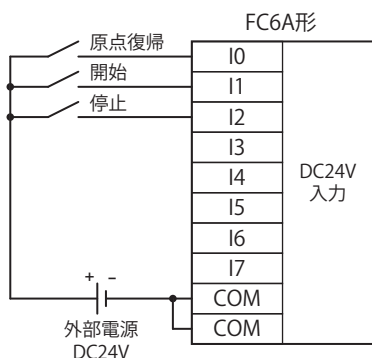 FC6A形
原点復帰
I0
開始
I1
停止
I2
I3
I4
DC24V
入力
I5
I6
I7
+ −
COM
COM
外部電源
DC24V